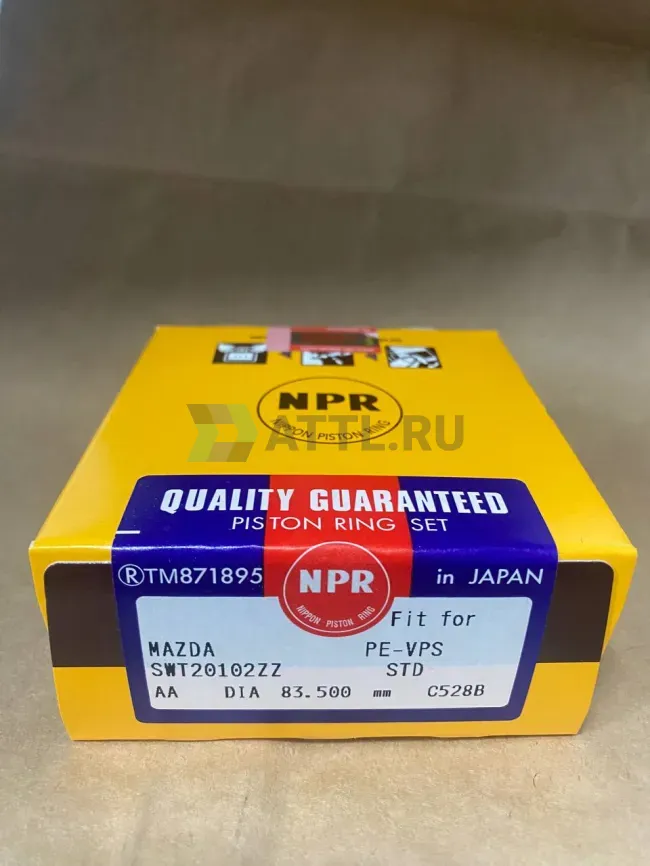 NPR
NIPPON PISTON RING
ATTL.RU
QUALITY GUARANTEED
PISTON RING SET
®TM871895
NPR
NIPPON PISTON RING
in JAPAN
Fit for
MAZDA PE-VPS
SWT20102ZZ STD
AA DIA 83.500 mm C528B